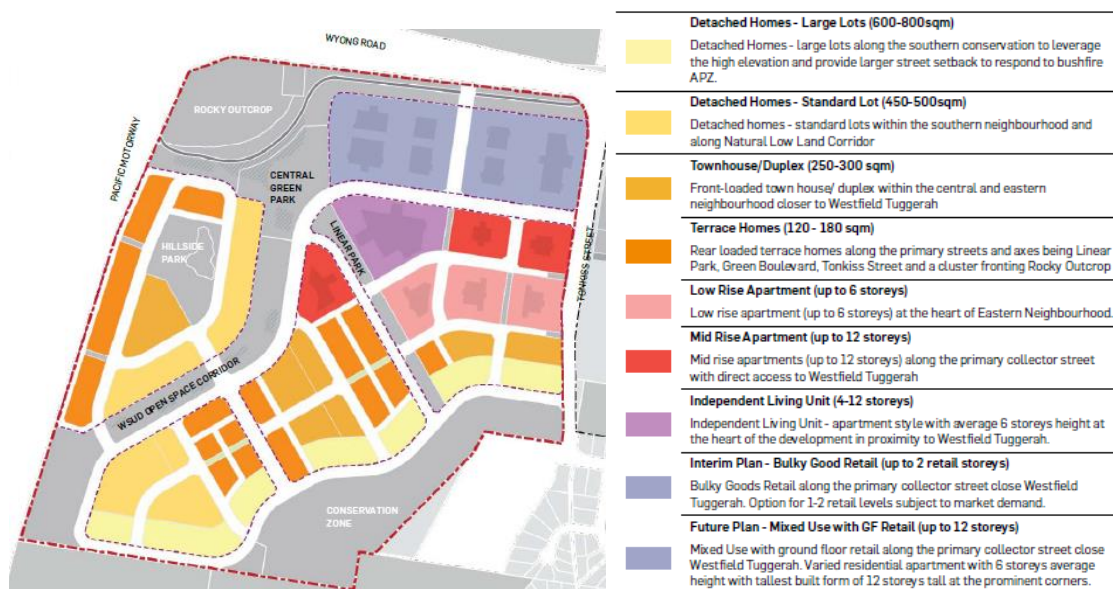 WYONG ROAD
ROCKY OUTCROP
PACIFIC MOTORWAY
CENTRAL
GREEN
PARK
LINEAR PARK
HILLSIDE
PARK
TONKISS STREET
WSUD OPEN SPACE CORRIDOR
CONSERVATION
ZONE
Detached Homes - Large Lots (600-800sqm)
Detached Homes - large lots along the southern conservation to leverage
the high elevation and provide larger street setback to respond to bushfire
APZ.
Detached Homes - Standard Lot (450-500sqm)
Detached homes - standard lots within the southern neighbourhood and
along Natural Low Land Corridor
Townhouse/Duplex (250-300 sqm)
Front-loaded town house/ duplex within the central and eastern
neighbourhood closer to Westfield Tuggerah
Terrace Homes (120 - 180 sqm)
Rear loaded terrace homes along the primary streets and axes being Linear
Park, Green Boulevard, Tonkiss Street and a cluster fronting Rocky Outcrop
Low Rise Apartment (up to 6 storeys)
Low rise apartment (up to 6 storeys) at the heart of Eastern Neighbourhood.
Mid Rise Apartment (up to 12 storeys)
Mid rise apartments (up to 12 storeys) along the primary collector street
with direct access to Westfield Tuggerah
Independent Living Unit (4-12 storeys)
Independent Living Unit - apartment style with average 6 storeys height at
the heart of the development in proximity to Westfield Tuggerah.
Interim Plan - Bulky Good Retail (up to 2 retail storeys)
Bulky Goods Retail along the primary collector street close Westfield
Tuggerah. Option for 1-2 retail levels subject to market demand.
Future Plan - Mixed Use with GF Retail (up to 12 storeys)
Mixed Use with ground floor retail along the primary collector street close
Westfield Tuggerah. Varied residential apartment with 6 storeys average
height with tallest built form of 12 storeys tall at the prominent corners.